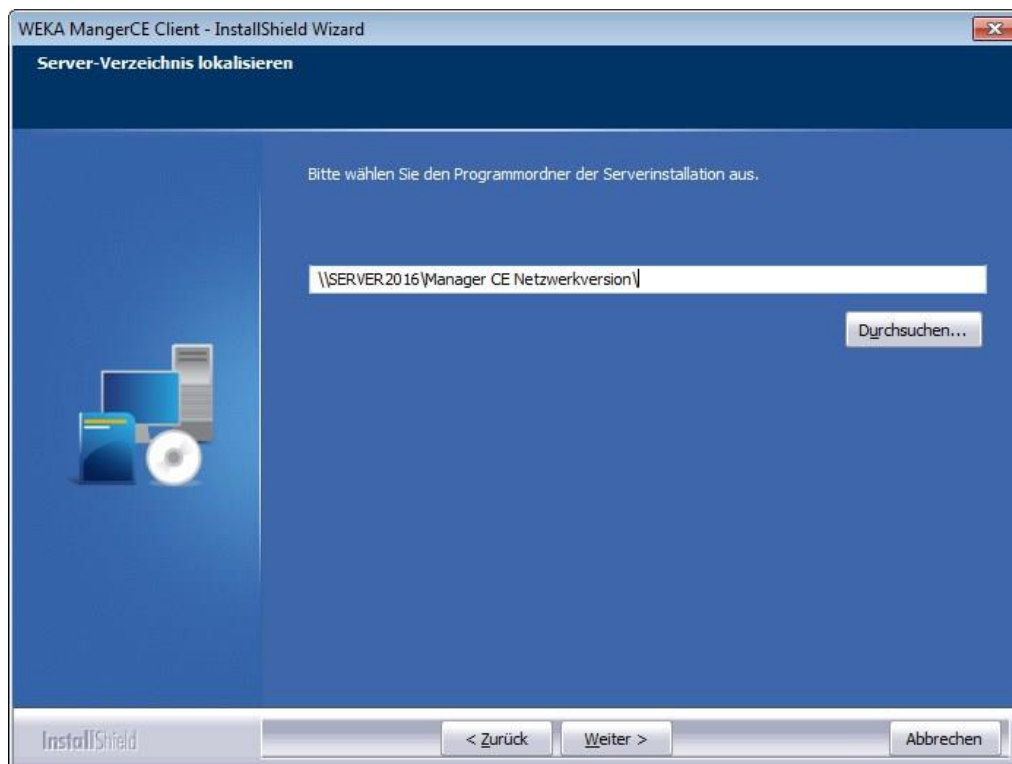 WEKA MangerCE Client - InstallShield Wizard
Server-Verzeichnis lokalisieren
Bitte wählen Sie den Programmordner der Serverinstallation aus.
\\SERVER2016\Manager CE Netzwerkversion\
Durchsuchen...
InstallShield
< Zurück
Weiter >
Abbrechen